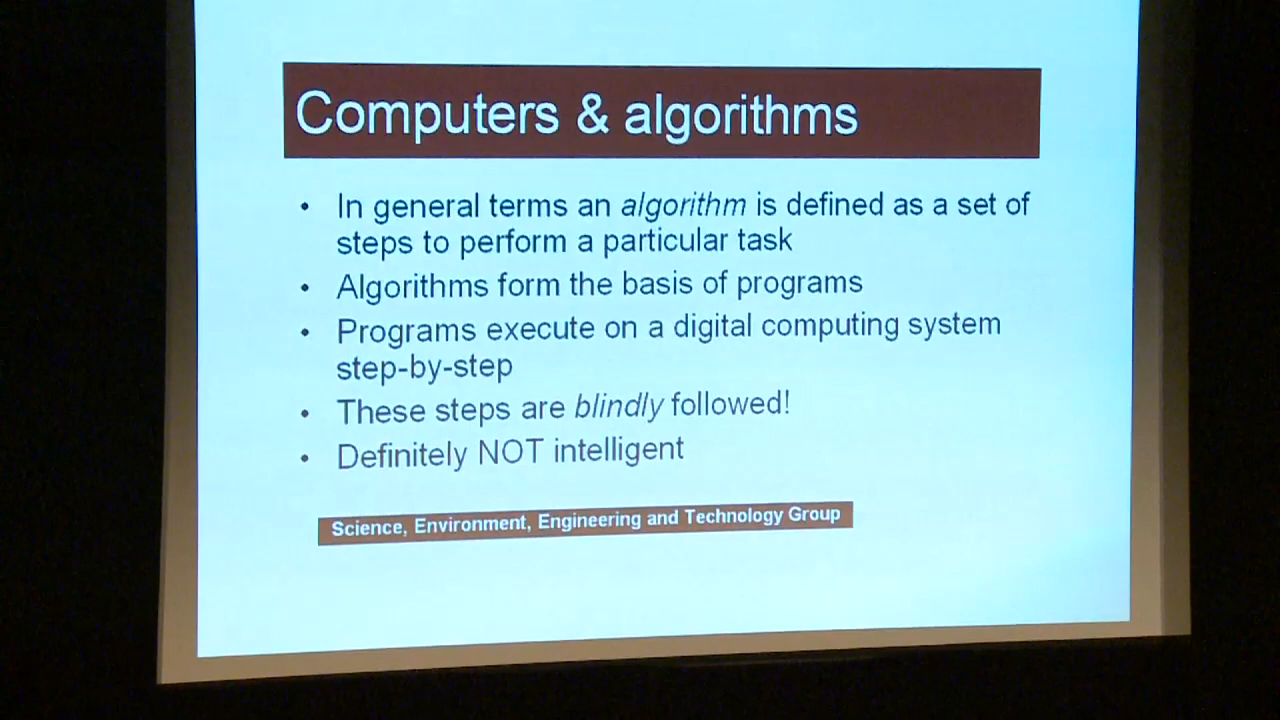 Computers & algorithms
• In general terms an algorithm is defined as a set of
steps to perform a particular task
• Algorithms form the basis of programs
• Programs execute on a digital computing system
step-by-step
• These steps are blindly followed!
• Definitely NOT intelligent
Science, Environment, Engineering and Technology Group